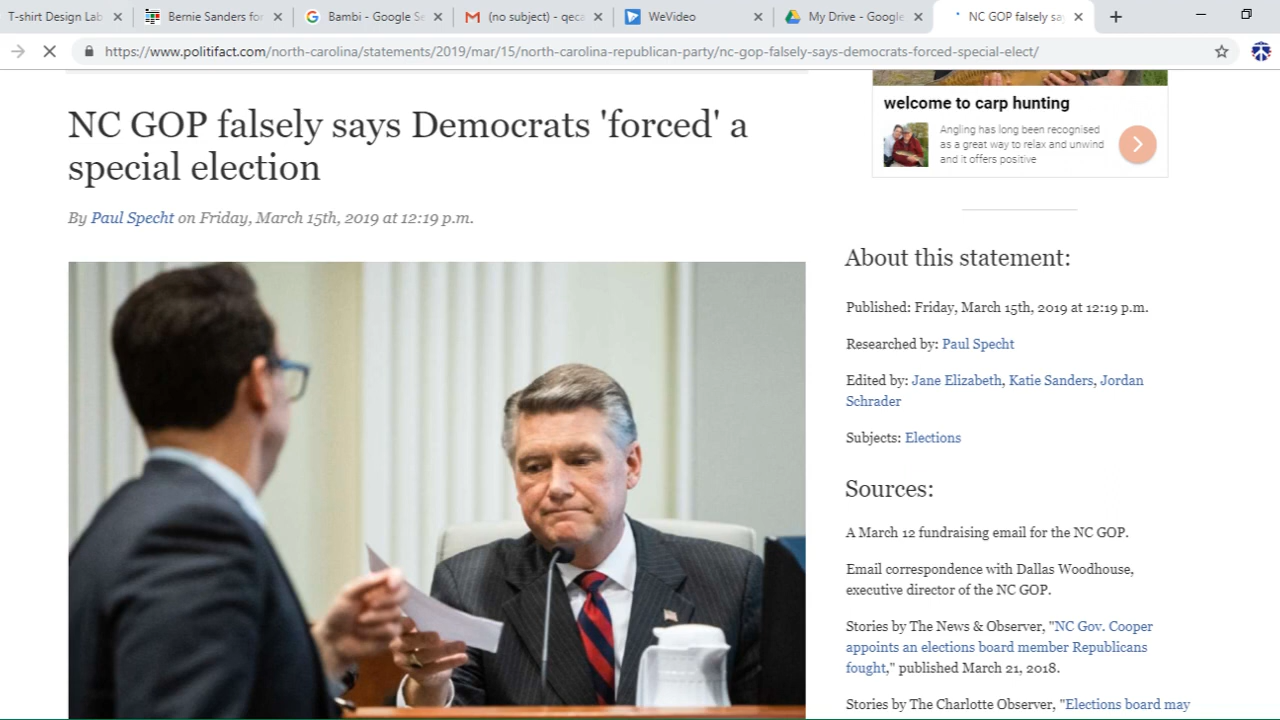 T-shirt Design Lab
Bernie Sanders for
Bambi - Google Se
(no subject) - qeca
WeVideo
My Drive - Google
NC GOP falsely sa
https://www.politifact.com/north-carolina/statements/2019/mar/15/north-carolina-republican-party/nc-gop-falsely-says-democrats-forced-special-elect/
NC GOP falsely says Democrats 'forced' a
special election
By Paul Specht on Friday, March 15th, 2019 at 12:19 p.m.
welcome to carp hunting
Angling has long been recognised
as a great way to relax and unwind
and it offers positive
About this statement:
Published: Friday, March 15th, 2019 at 12:19 p.m.
Researched by: Paul Specht
Edited by: Jane Elizabeth, Katie Sanders, Jordan
Schrader
Subjects: Elections
Sources:
A March 12 fundraising email for the NC GOP.
Email correspondence with Dallas Woodhouse,
executive director of the NC GOP.
Stories by The News & Observer, "NC Gov. Cooper
appoints an elections board member Republicans
fought," published March 21, 2018.
Stories by The Charlotte Observer, "Elections board may